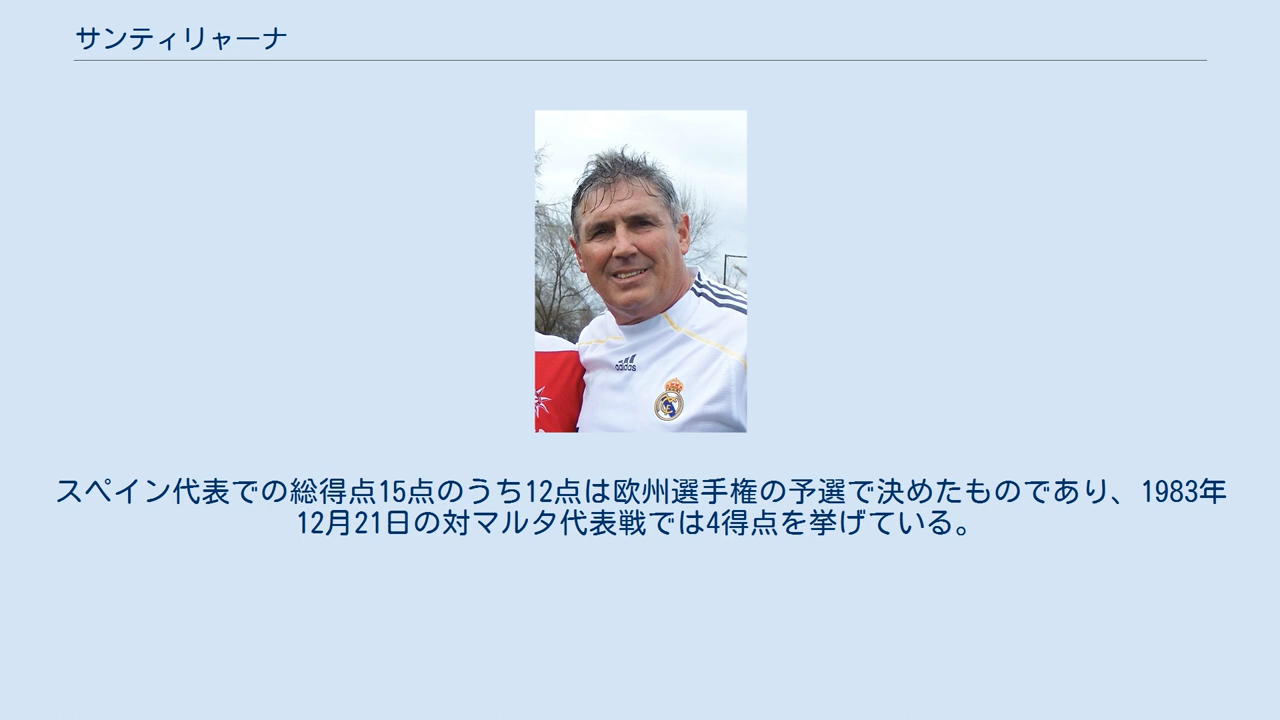 サンティリャーナ
adidas
スペイン代表での総得点15点のうち12点は欧州選手権の予選で決めたものであり、1983年
12月21日の対マルタ代表戦では4得点を挙げている。